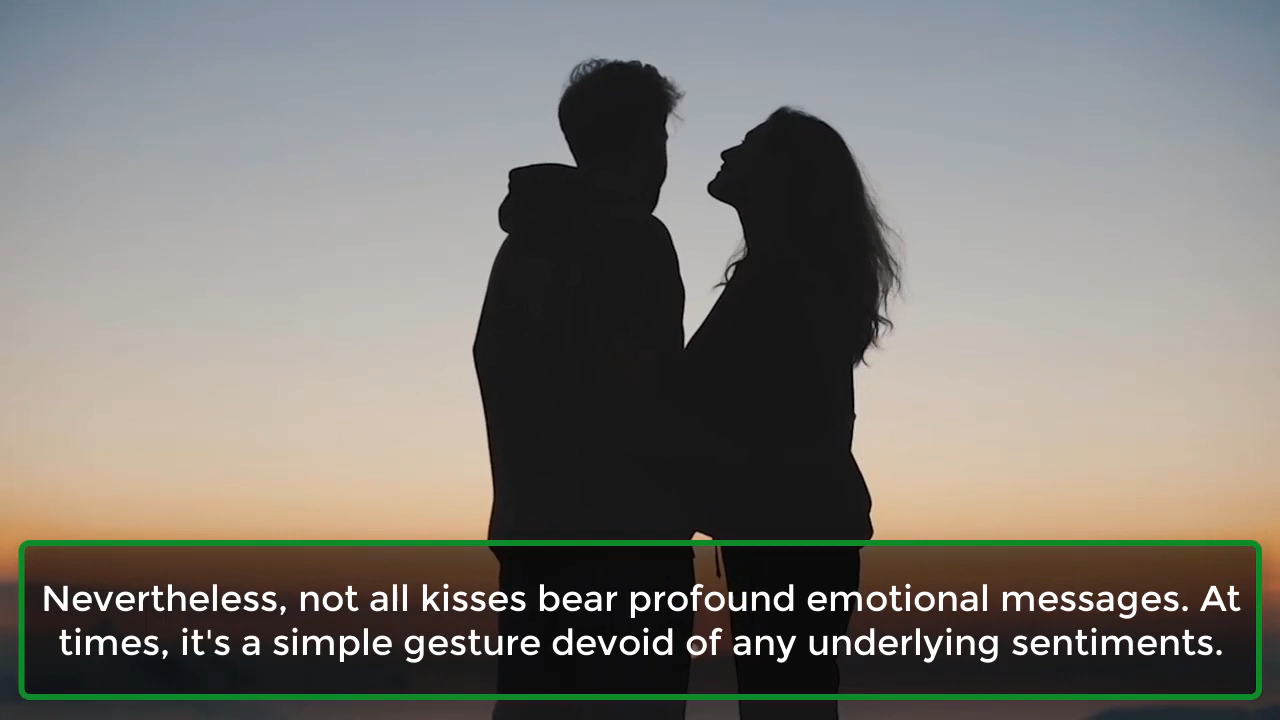 Nevertheless, not all kisses bear profound emotional messages. At
times, it's a simple gesture devoid of any underlying sentiments.